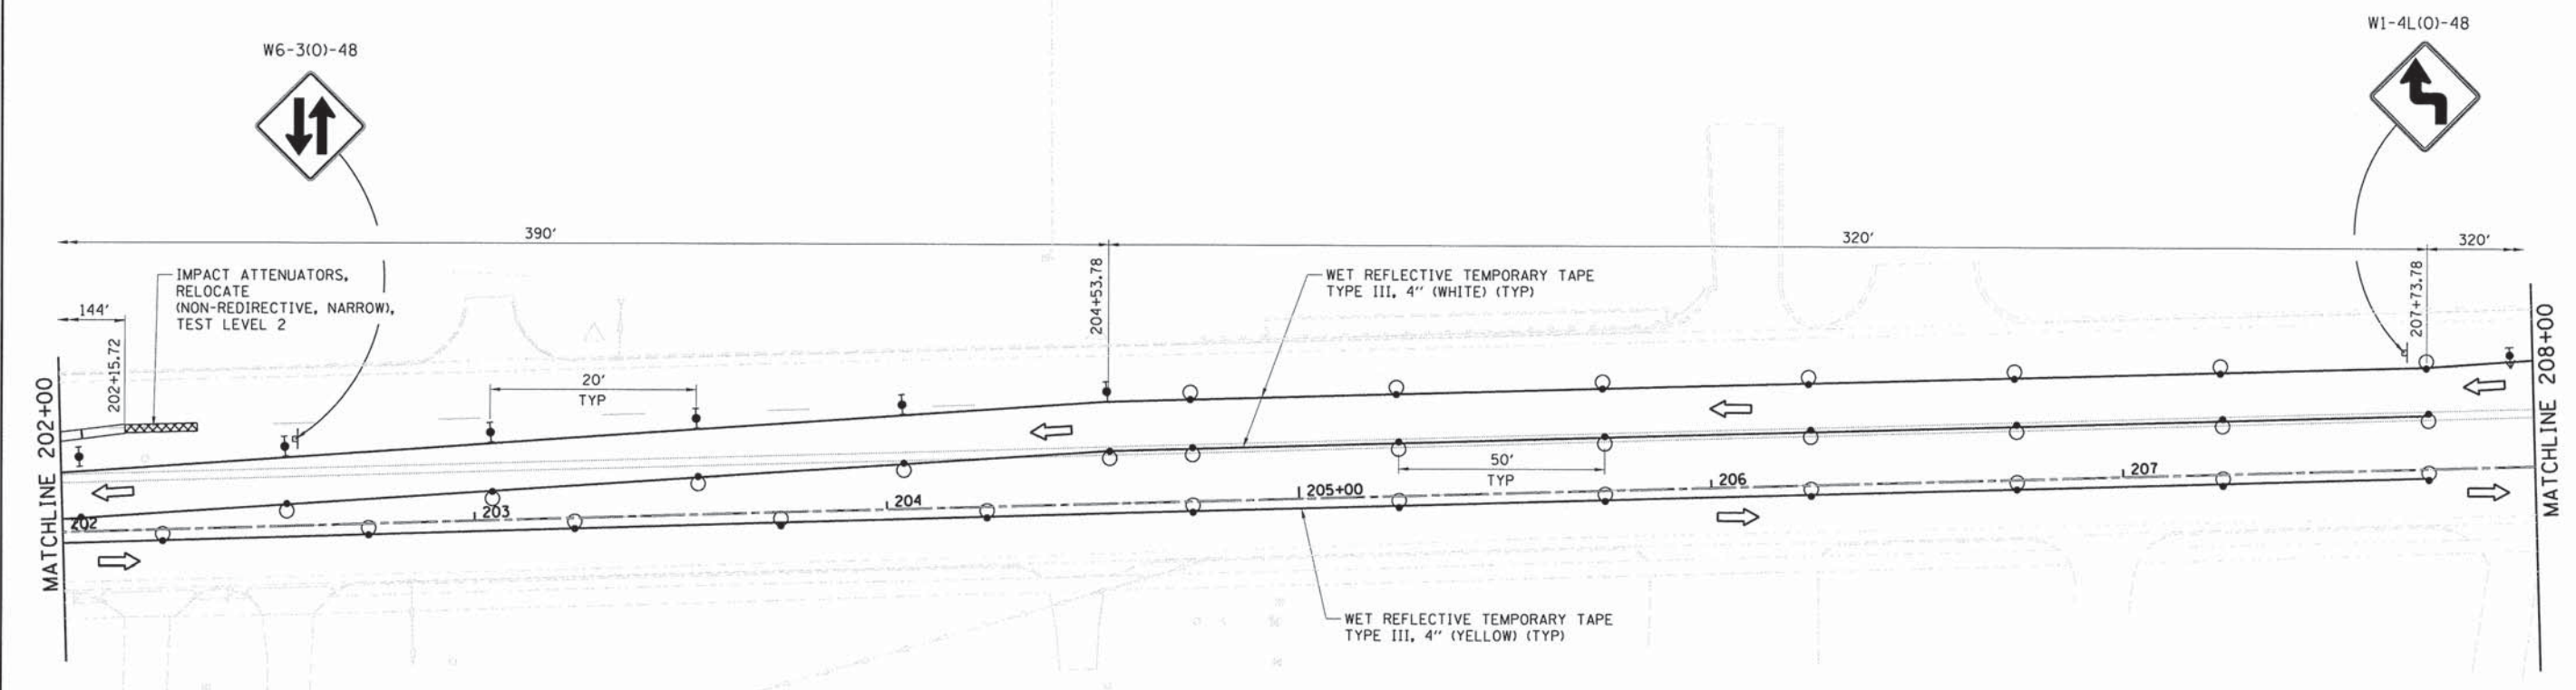 W6-3(O)-48
W1-4L(O)-48
390'
320'
320'
IMPACT ATTENUATORS,
RELOCATE
(NON-REDIRECTIVE, NARROW),
TEST LEVEL 2
WET REFLECTIVE TEMPORARY TAPE
TYPE III, 4" (WHITE) (TYP)
144'
202+15.72
204+53.78
207+73.78
20'
TYP
50'
TYP
MATCHLINE 202+00
MATCHLINE 208+00
202
203
204
205+00
206
207
WET REFLECTIVE TEMPORARY TAPE
TYPE III, 4" (YELLOW) (TYP)